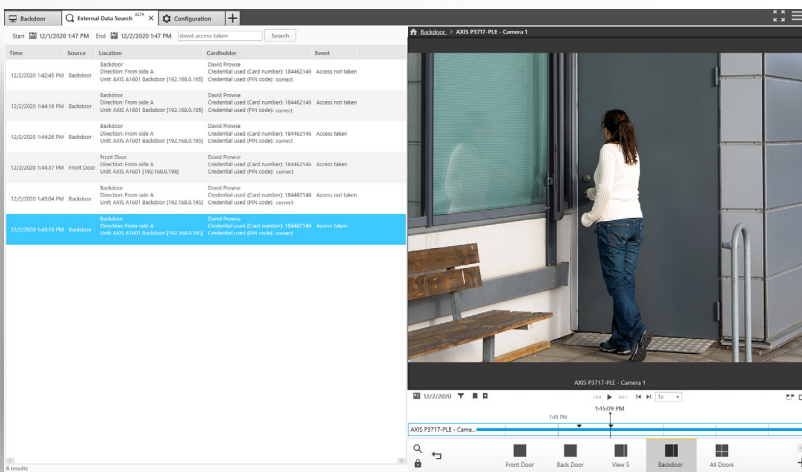 Backdoor
External Data Search BETA
Configuration
Start 12/1/2020 1:47 PM End 12/2/2020 1:47 PM david access taken Search
Time Source Location Cardholder Event
Backdoor David Prowse
12/2/2020 1:42:45 PM Backdoor Direction: From side A Credential used (Card number): 184462146 Access not taken
Unit: AXIS A1601 Backdoor [192.168.0.195] Credential used (PIN code): correct
Backdoor David Prowse
12/2/2020 1:44:16 PM Backdoor Direction: From side A Credential used (Card number): 184462146 Access not taken
Unit: AXIS A1601 Backdoor [192.168.0.195] Credential used (PIN code): correct
Backdoor David Prowse
12/2/2020 1:44:26 PM Backdoor Direction: From side A Credential used (Card number): 184462146 Access taken
Unit: AXIS A1601 Backdoor [192.168.0.195] Credential used (PIN code): correct
Front Door David Prowse
12/2/2020 1:44:37 PM Front Door Direction: From side A Credential used (Card number): 184462146 Access taken
Unit: AXIS A1601 [192.168.0.198] Credential used (PIN code): correct
Backdoor David Prowse
12/2/2020 1:45:04 PM Backdoor Direction: From side A Credential used (Card number): 184462146 Access not taken
Unit: AXIS A1601 Backdoor [192.168.0.195] Credential used (PIN code): correct
Backdoor David Prowse
12/2/2020 1:45:10 PM Backdoor Direction: From side A Credential used (Card number): 184462146 Access taken
Unit: AXIS A1601 Backdoor [192.168.0.195] Credential used (PIN code): correct
6 results
Backdoor > AXIS P3717-PLE - Camera 1
AXIS P3717-PLE - Camera 1
12/2/2020 1x
1:45:09 PM
1:45 PM
AXIS P3717-PLE - Came...
Front Door Back Door View 5 Backdoor All Doors